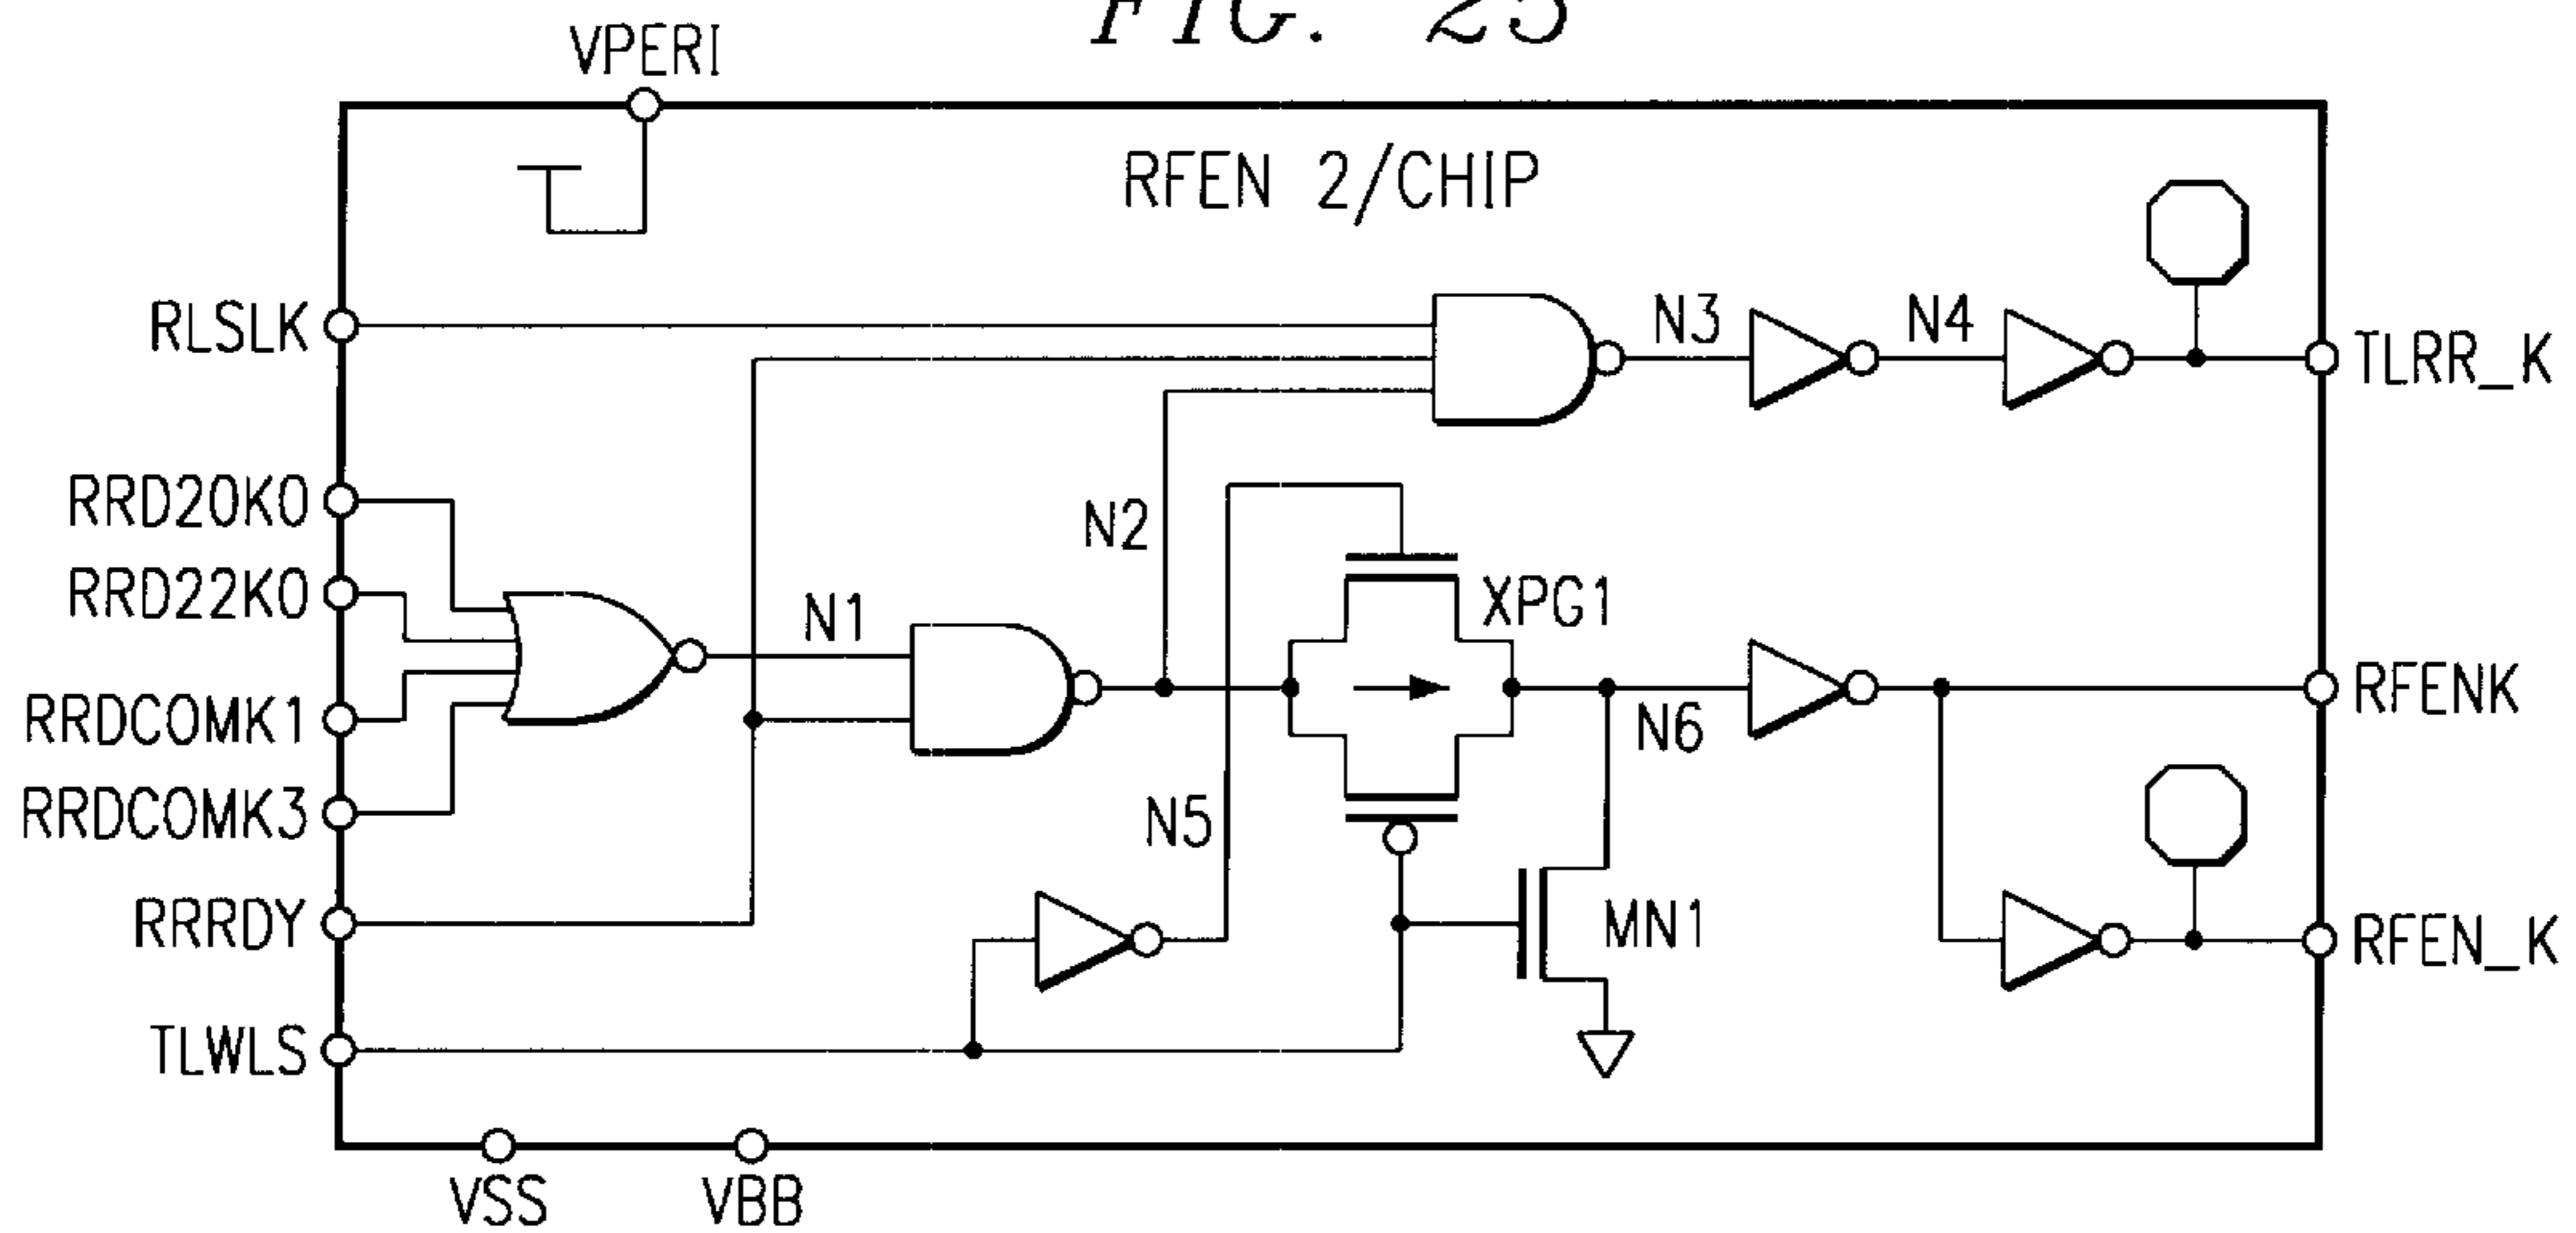 FIG. 25
VPERI
RFEN 2/CHIP
RLSLK
N3
N4
TLRR_K
RRD20K0
N2
RRD22K0
XPG1
N1
RFENK
RRDCOMK1
N6
RRDCOMK3
N5
RRRDY
MN1
RFEN_K
TLWLS
VSS
VBB